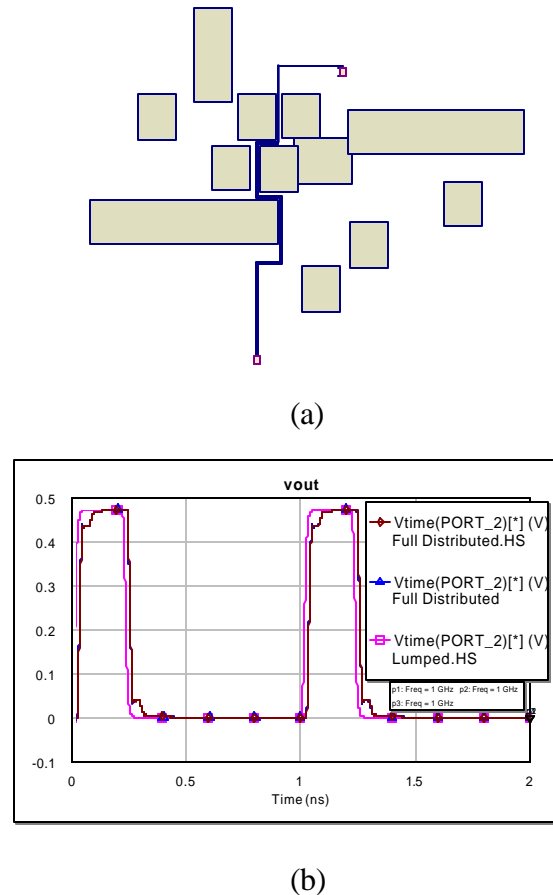 (a)
vout
0.5
0.4
0.3
0.2
0.1
0
-0.1
Vtime(PORT_2)[*] (V)
Full Distributed.HS
Vtime(PORT_2)[*] (V)
Full Distributed
Vtime(PORT_2)[*] (V)
Lumped.HS
p1: Freq = 1 GHz p2: Freq = 1 GHz
p3: Freq = 1 GHz
0 0.5 1 1.5 2
Time (ns)
(b)